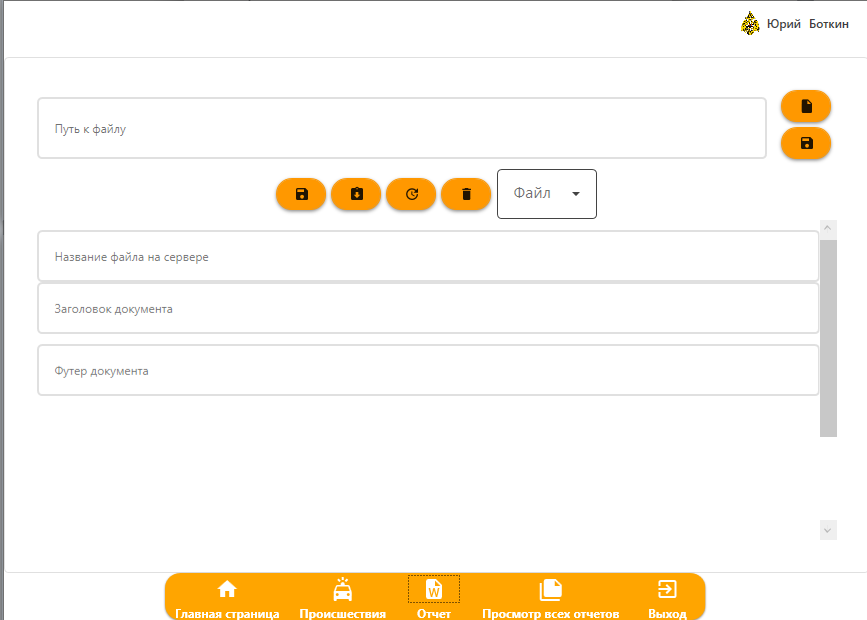 Юрий Боткин
Путь к файлу
Файл
Название файла на сервере
Заголовок документа
Футер документа
W
Главная страница Происшествия Отчет Просмотр всех отчетов Выход